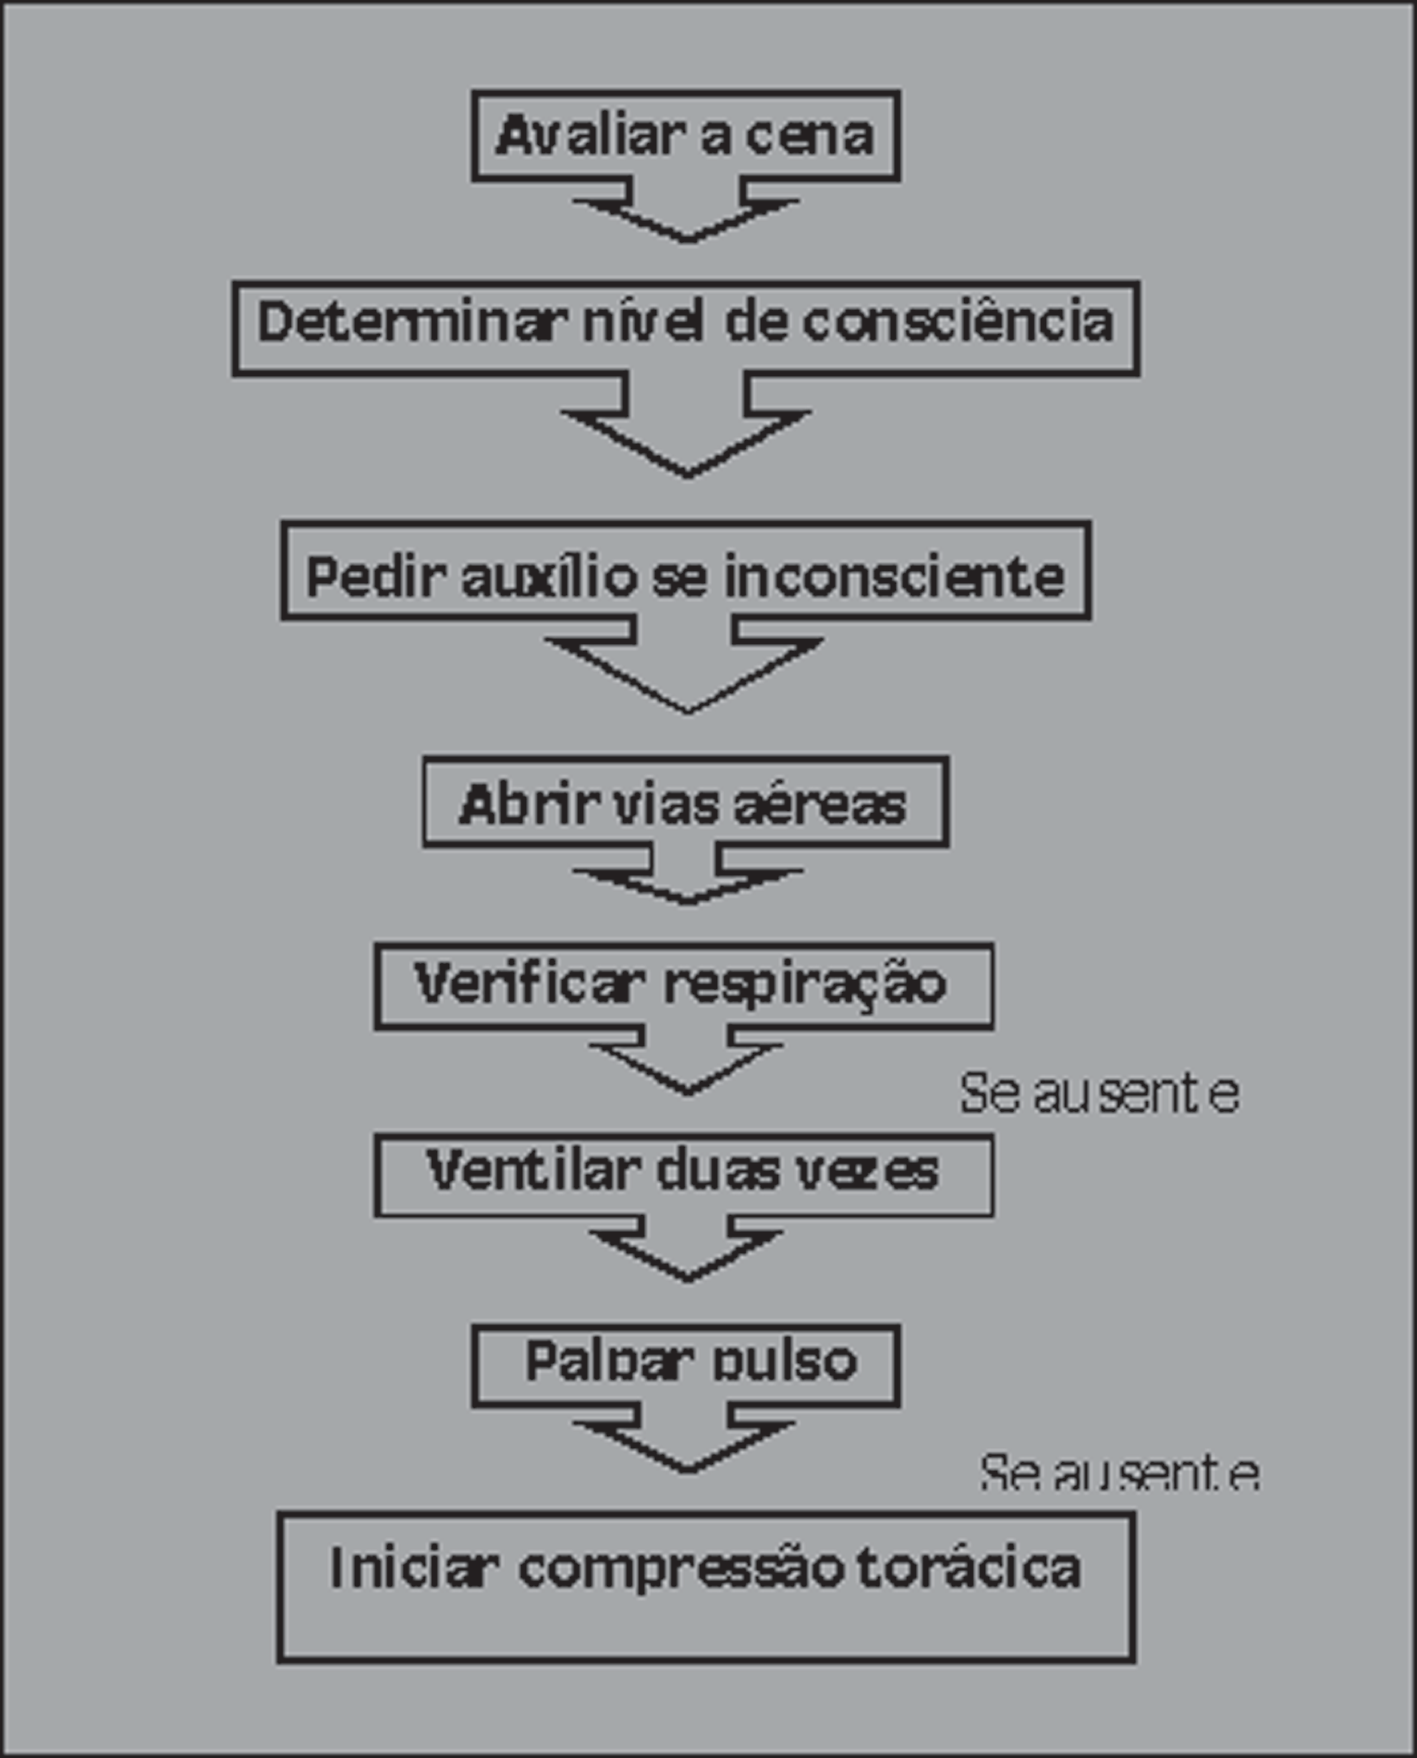 Avaliar a cena
Determinar nível de consciência
Pedir auxílio se inconsciente
Abrir vias aéreas
Verificar respiração
Se ausente
Ventilar duas vezes
Palpar pulso
Se ausente
Iniciar compressão torácica